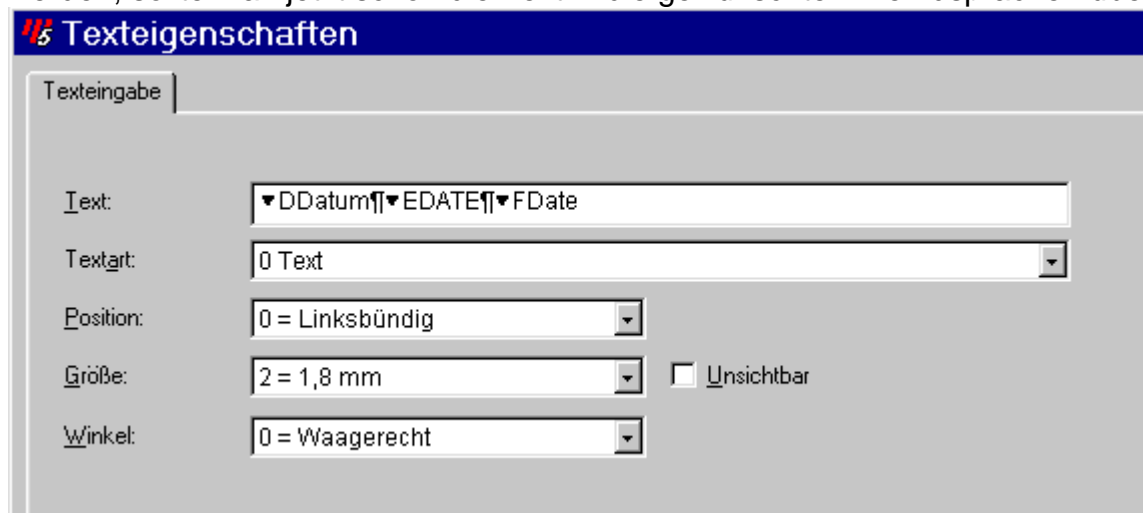 Texteigenschaften
Texteingabe
Text: ▼DDatum¶▼EDATE¶▼FDate
Textart: 0 Text
Position: 0 = Linksbündig
Größe: 2 = 1,8 mm Unsichtbar
Winkel: 0 = Waagerecht